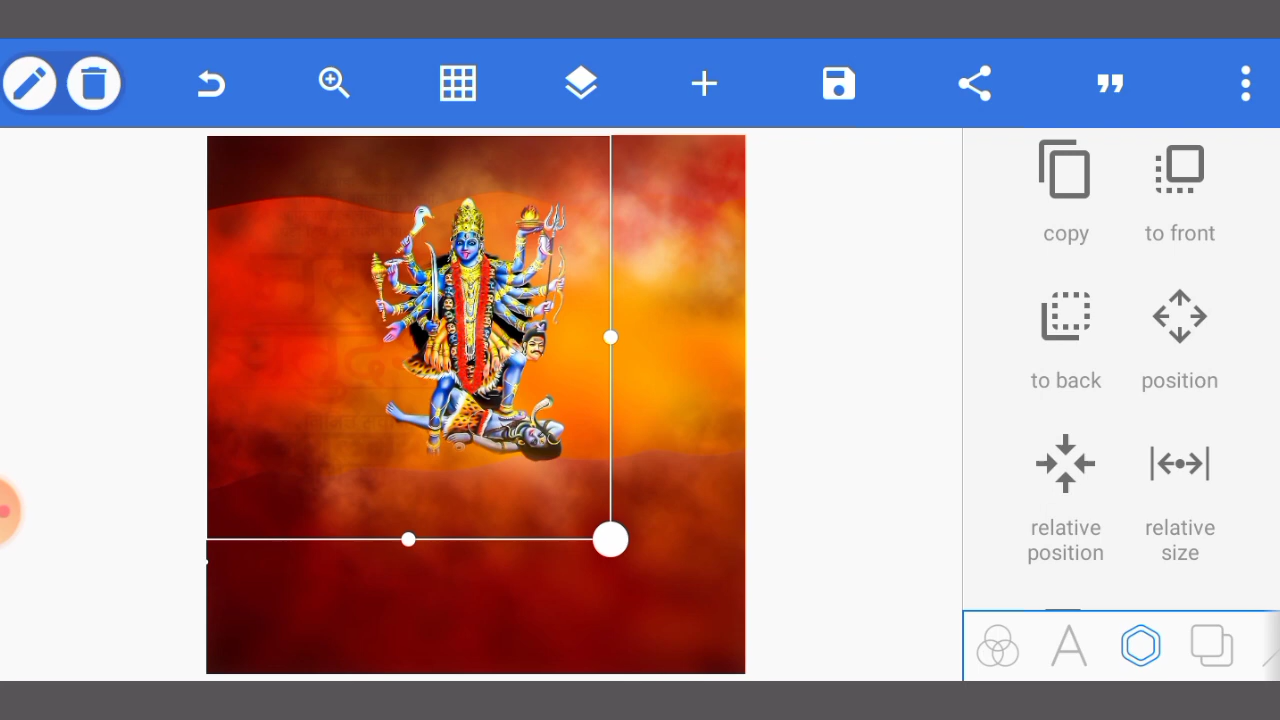 copy
to front
to back
position
relative
position
relative
size